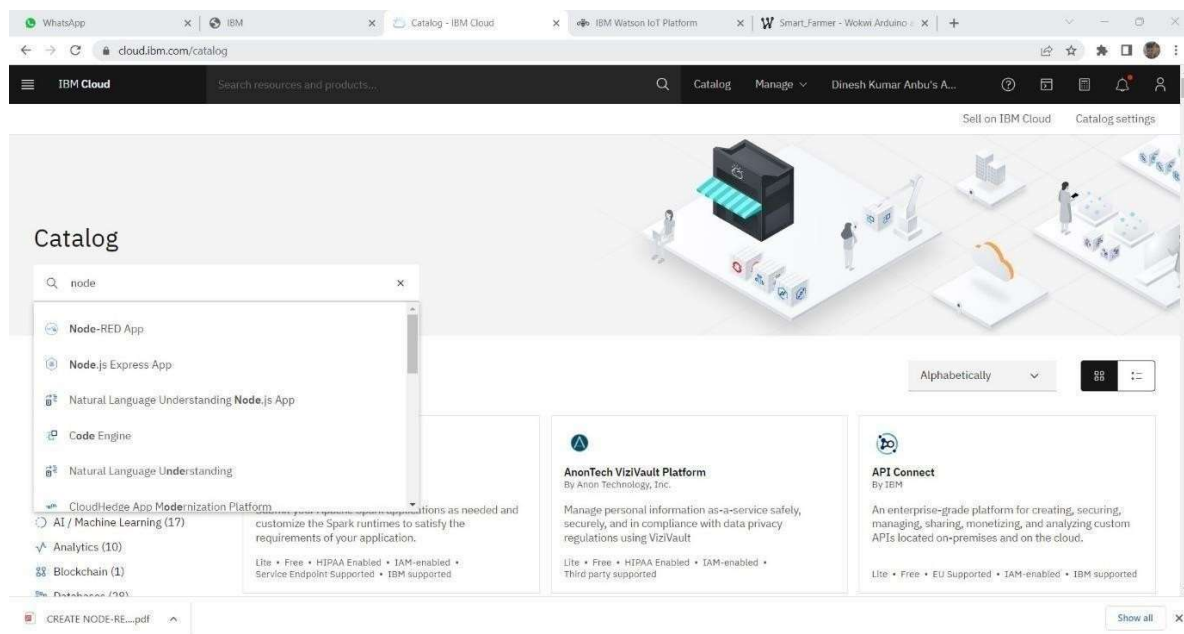 WhatsApp
IBM
Catalog - IBM Cloud
IBM Watson IoT Platform
Smart_Farmer - Wokwi Arduino
cloud.ibm.com/catalog
IBM Cloud
Search resources and products...
Catalog
Manage
Dinesh Kumar Anbu's A...
Sell on IBM Cloud
Catalog settings
Catalog
node
Node-RED App
Node.js Express App
Natural Language Understanding Node.js App
Code Engine
Natural Language Understanding
CloudHedge App Modernization Platform
AI / Machine Learning (17)
Analytics (10)
Blockchain (1)
Databases (28)
Alphabetically
Submit your Apache Spark applications as needed and
customize the Spark runtimes to satisfy the
requirements of your application.
Lite • Free • HIPAA Enabled • IAM-enabled •
Service Endpoint Supported • IBM supported
AnonTech ViziVault Platform
By Anon Technology, Inc.
Manage personal information as-a-service safely,
securely, and in compliance with data privacy
regulations using ViziVault
Lite • Free • HIPAA Enabled • IAM-enabled •
Third party supported
API Connect
By IBM
An enterprise-grade platform for creating, securing,
managing, sharing, monetizing, and analyzing custom
APIs located on-premises and on the cloud.
Lite • Free • EU Supported • IAM-enabled • IBM supported
CREATE NODE-RE....pdf
Show all